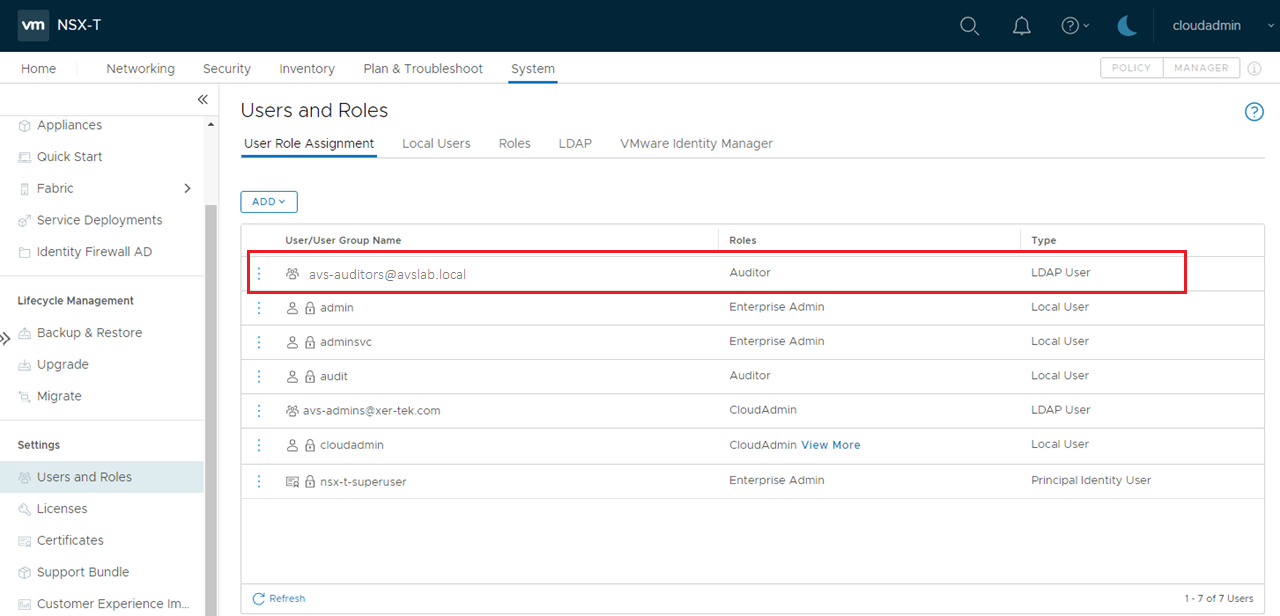 vm NSX-T cloudadmin
Home Networking Security Inventory Plan & Troubleshoot System POLICY MANAGER
Users and Roles
User Role Assignment Local Users Roles LDAP VMware Identity Manager
Appliances
Quick Start
Fabric
Service Deployments
Identity Firewall AD
Lifecycle Management
Backup & Restore
Upgrade
Migrate
Settings
Users and Roles
Licenses
Certificates
Support Bundle
Customer Experience Im...
ADD
User/User Group Name Roles Type
avs-auditors@avslab.local Auditor LDAP User
admin Enterprise Admin Local User
adminsvc Enterprise Admin Local User
audit Auditor Local User
avs-admins@xer-tek.com CloudAdmin LDAP User
cloudadmin CloudAdmin View More Local User
nsx-t-superuser Enterprise Admin Principal Identity User
Refresh 1 - 7 of 7 Users